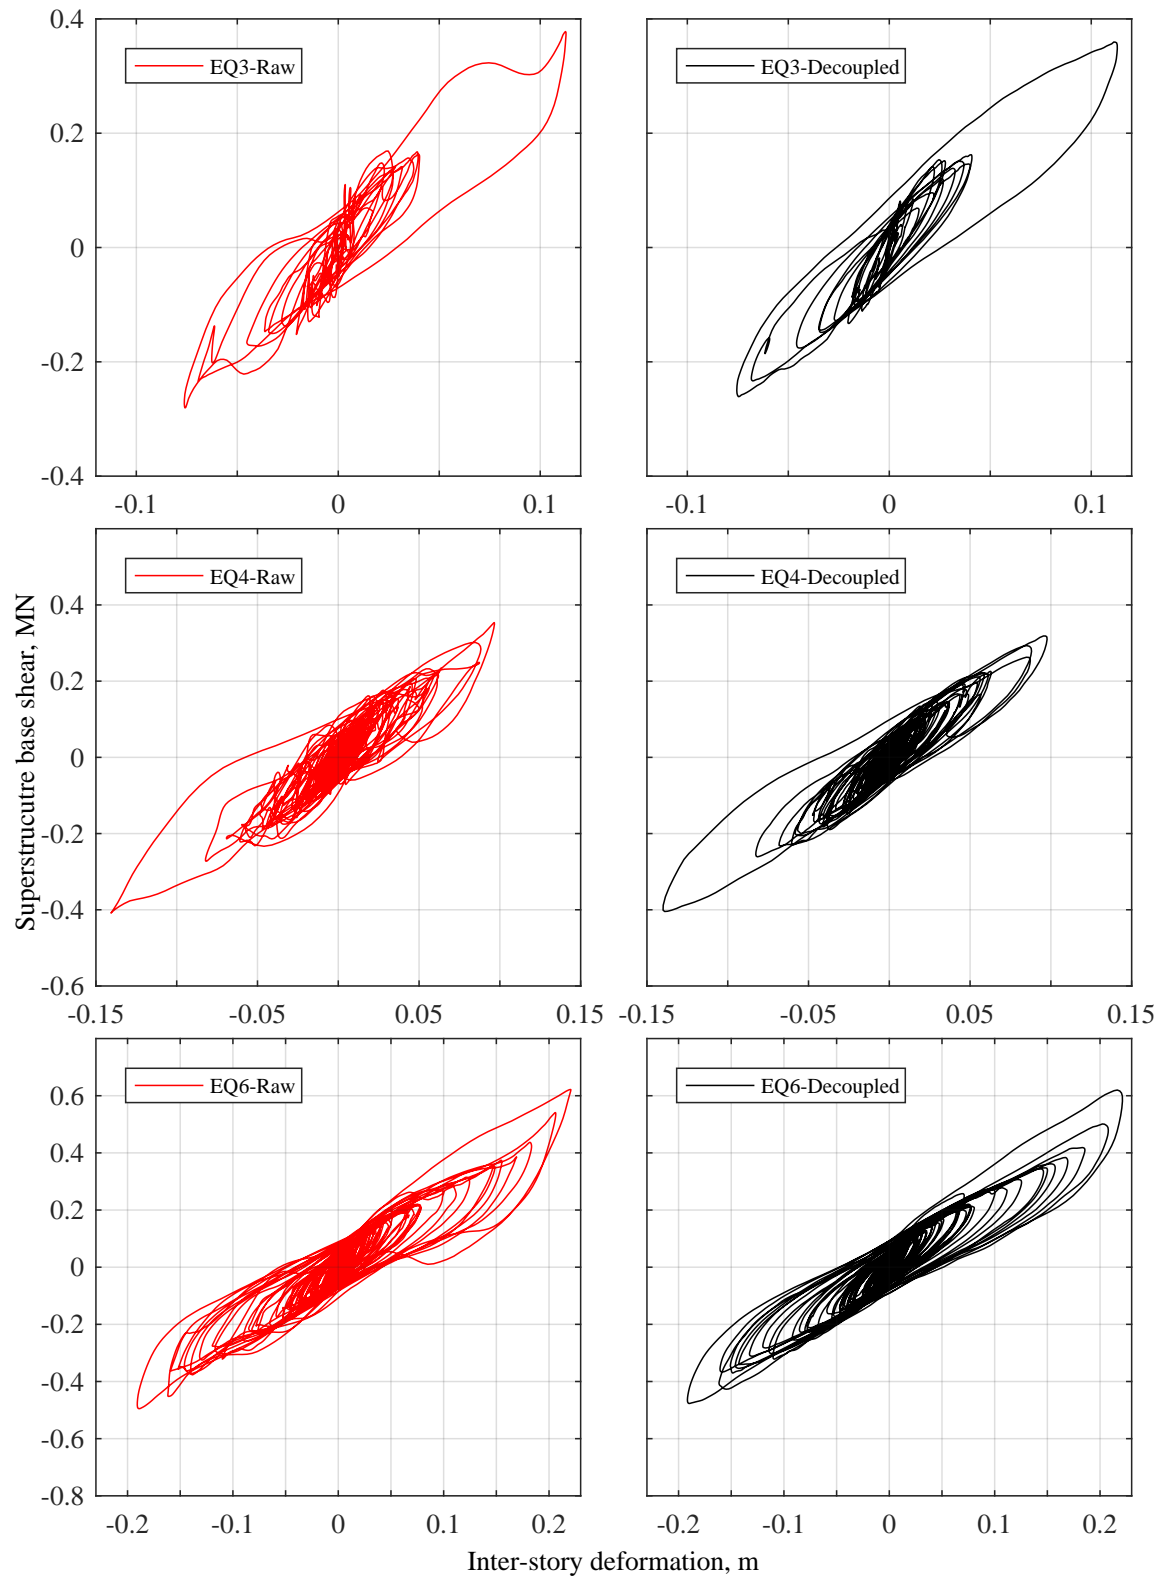 0.4
EQ3-Raw
EQ3-Decoupled
0.2
0
-0.2
-0.4
-0.1 0 0.1
-0.1 0 0.1
EQ4-Raw
EQ4-Decoupled
0.4
0.2
0
-0.2
-0.4
-0.6
Superstrucutre base shear, MN
-0.15 -0.05 0.05 0.15
-0.15 -0.05 0.05 0.15
EQ6-Raw
EQ6-Decoupled
0.6
0.4
0.2
0
-0.2
-0.4
-0.6
-0.8
-0.2 -0.1 0 0.1 0.2
-0.2 -0.1 0 0.1 0.2
Inter-story deformation, m